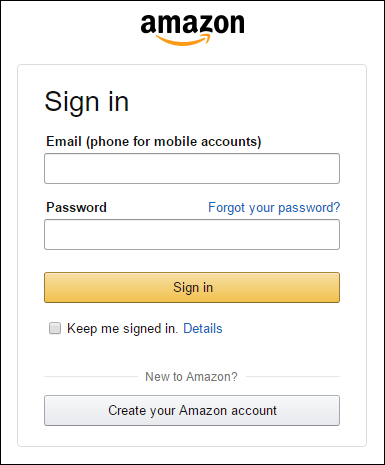 amazon
Sign in
Email (phone for mobile accounts)
Password Forgot your password?
Sign in
Keep me signed in. Details
New to Amazon?
Create your Amazon account